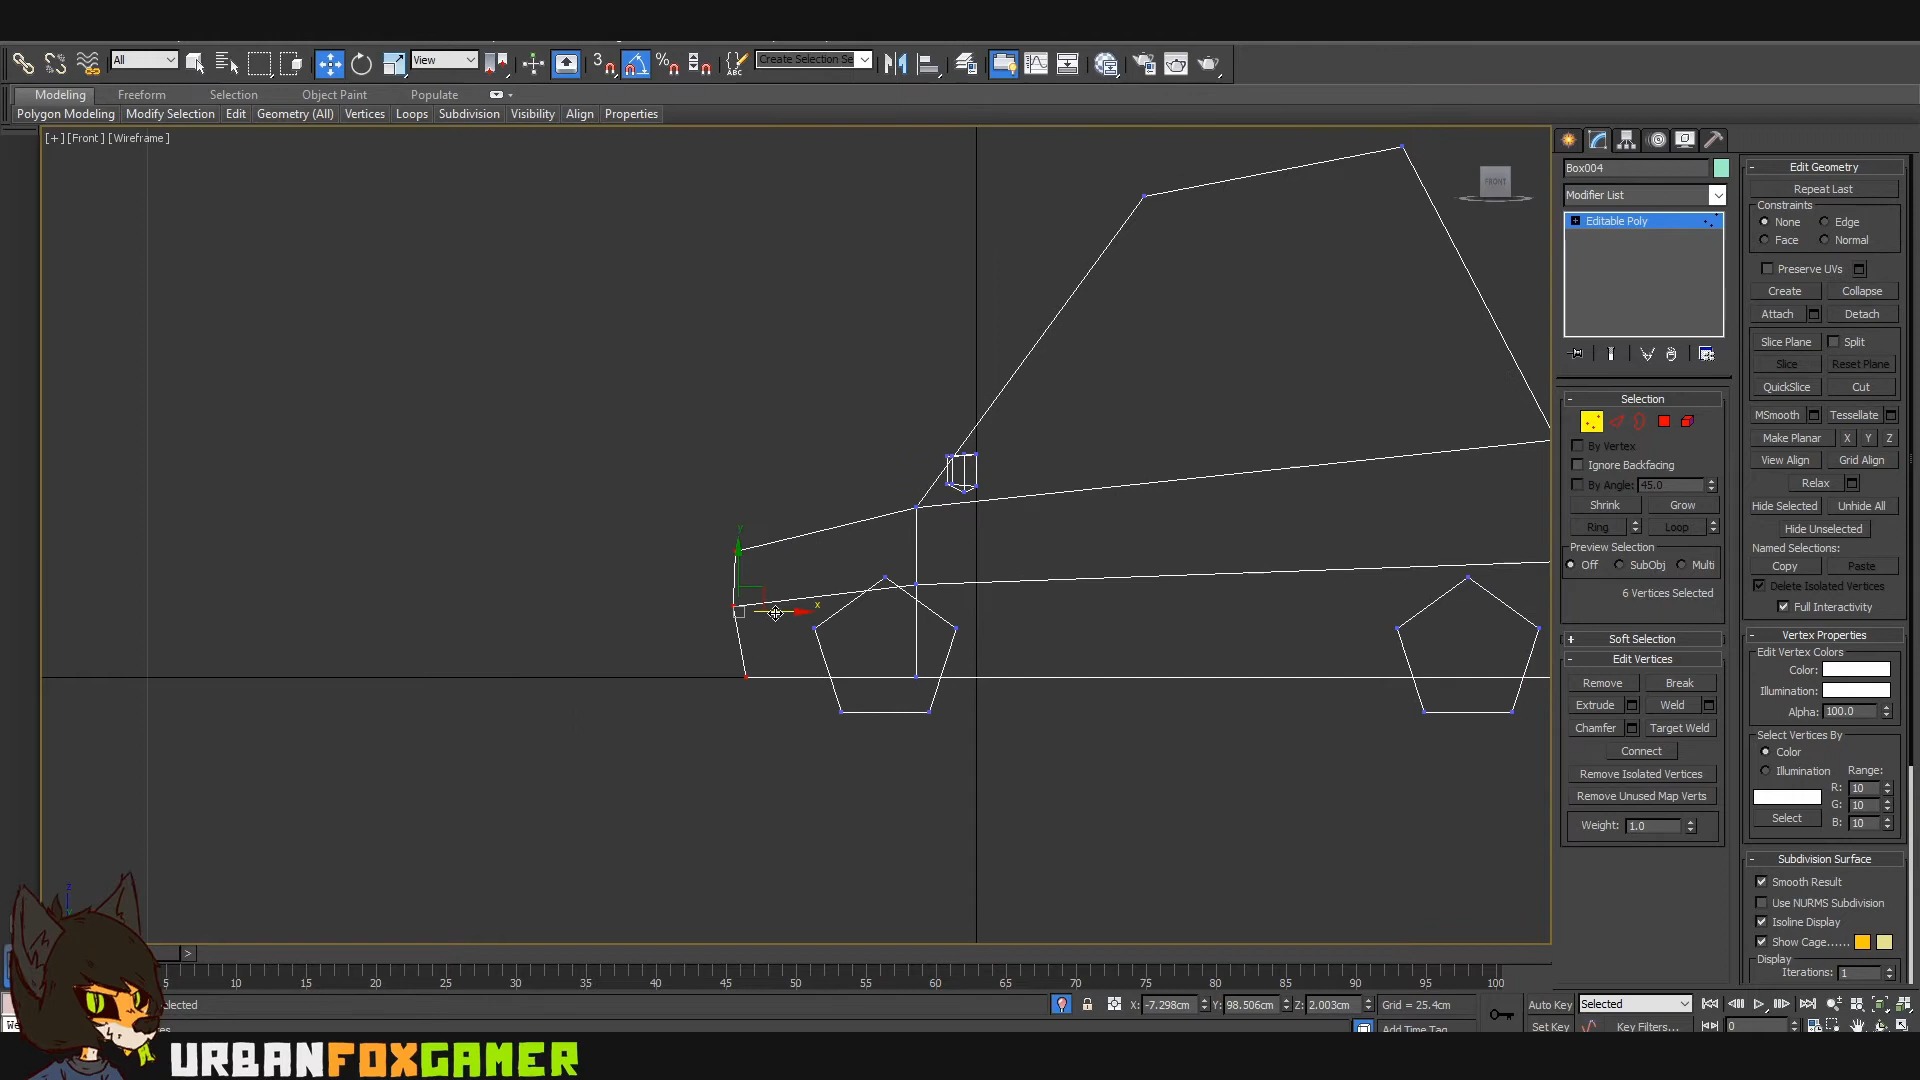 All
View
ABC
Create Selection Se
Modeling Freeform Selection Object Paint Populate
Polygon Modeling Modify Selection Edit Geometry (All) Vertices Loops Subdivision Visibility Align Properties
[+] [Front] [Wireframe]
FRONT
y
x
z
Box004
Modifier List
Editable Poly
Selection
By Vertex
Ignore Backfacing
By Angle: 45.0
Shrink Grow
Ring Loop
Preview Selection
Off SubObj Multi
6 Vertices Selected
Soft Selection
Edit Vertices
Remove Break
Extrude Weld
Chamfer Target Weld
Connect
Remove Isolated Vertices
Remove Unused Map Verts
Weight: 1.0
Edit Geometry
Repeat Last
Constraints
None Edge
Face Normal
Preserve UVs
Create Collapse
Attach Detach
Slice Plane Split
Slice Reset Plane
QuickSlice Cut
MSmooth Tessellate
Make Planar X Y Z
View Align Grid Align
Relax
Hide Selected Unhide All
Hide Unselected
Named Selections:
Copy Paste
Delete Isolated Vertices
Full Interactivity
Vertex Properties
Edit Vertex Colors
Color:
Illumination:
Alpha: 100.0
Select Vertices By
Color
Illumination Range:
R: 10
G: 10
B: 10
Select
Subdivision Surface
Smooth Result
Use NURMS Subdivision
Isoline Display
Show Cage......
Display
Iterations: 1
>
5 10 15 20 25 30 35 40 45 50 55 60 65 70 75 80 85 90 95 100
elected X: -7.298cm Y: 98.506cm Z: 2.003cm Grid = 25.4cm Auto Key Selected
We Add Time Tag Set Key Key Filters... 0
URBANFOXGAMER